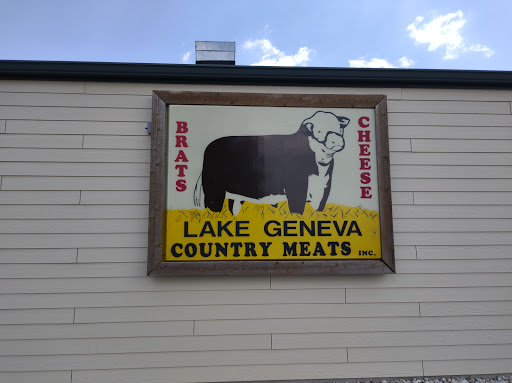 BRATS
CHEESE
LAKE GENEVA
COUNTRY MEATS INC.